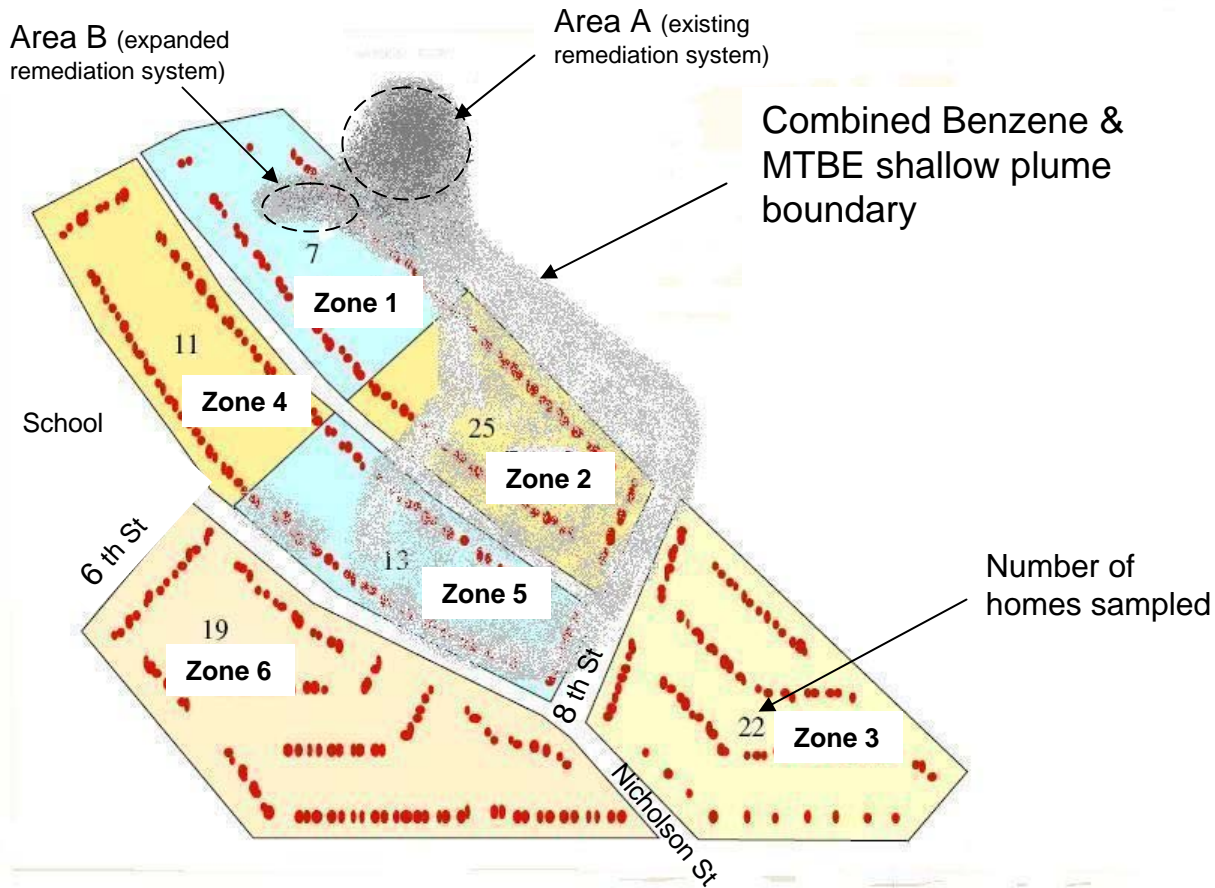 Area B (expanded
remediation system)
Area A (existing
remediation system)
Combined Benzene &
MTBE shallow plume
boundary
7
Zone 1
11
Zone 4
25
Zone 2
School
13
Zone 5
6 th St
19
Zone 6
8 th St
Number of
homes sampled
22
Zone 3
Nicholson St